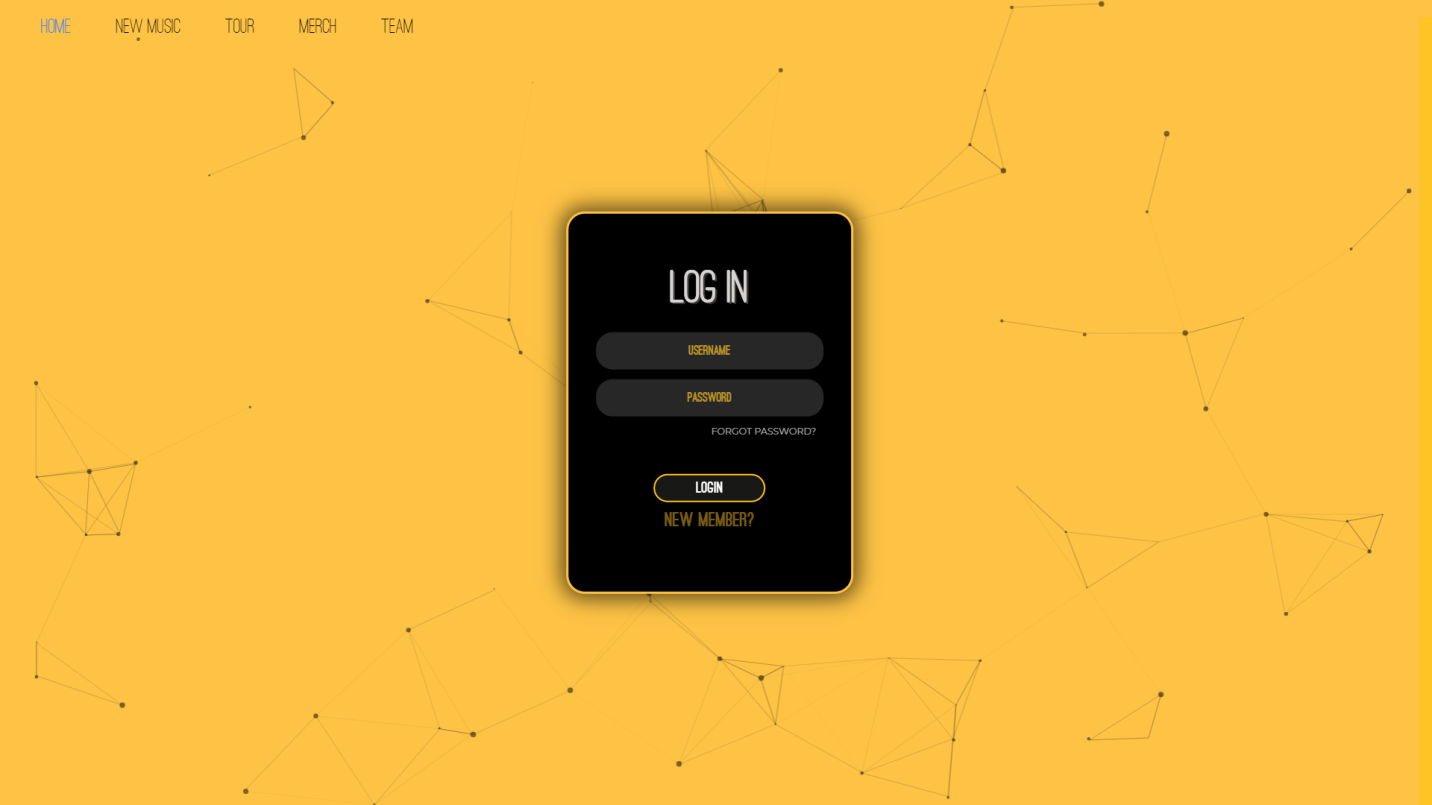 HOME NEW MUSIC TOUR MERCH TEAM
LOG IN
USERNAME
PASSWORD
FORGOT PASSWORD?
LOGIN
NEW MEMBER?